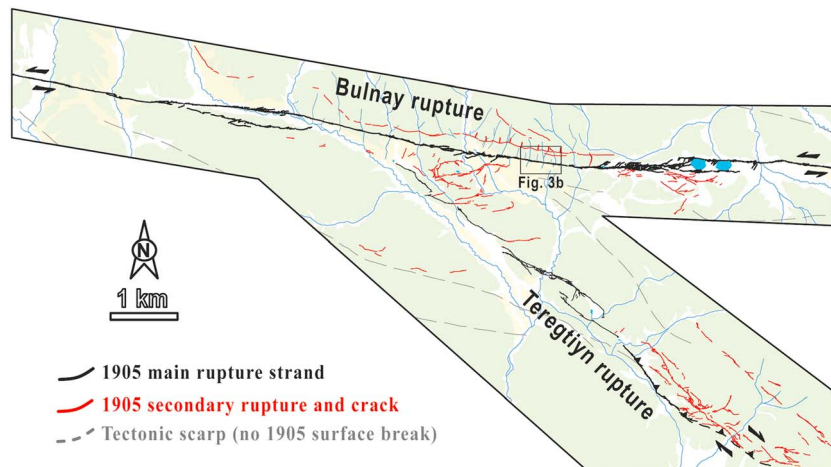 Bulnay rupture
Fig. 3b
N
1 km
Teregtiyn rupture
1905 main rupture strand
1905 secondary rupture and crack
Tectonic scarp (no 1905 surface break)